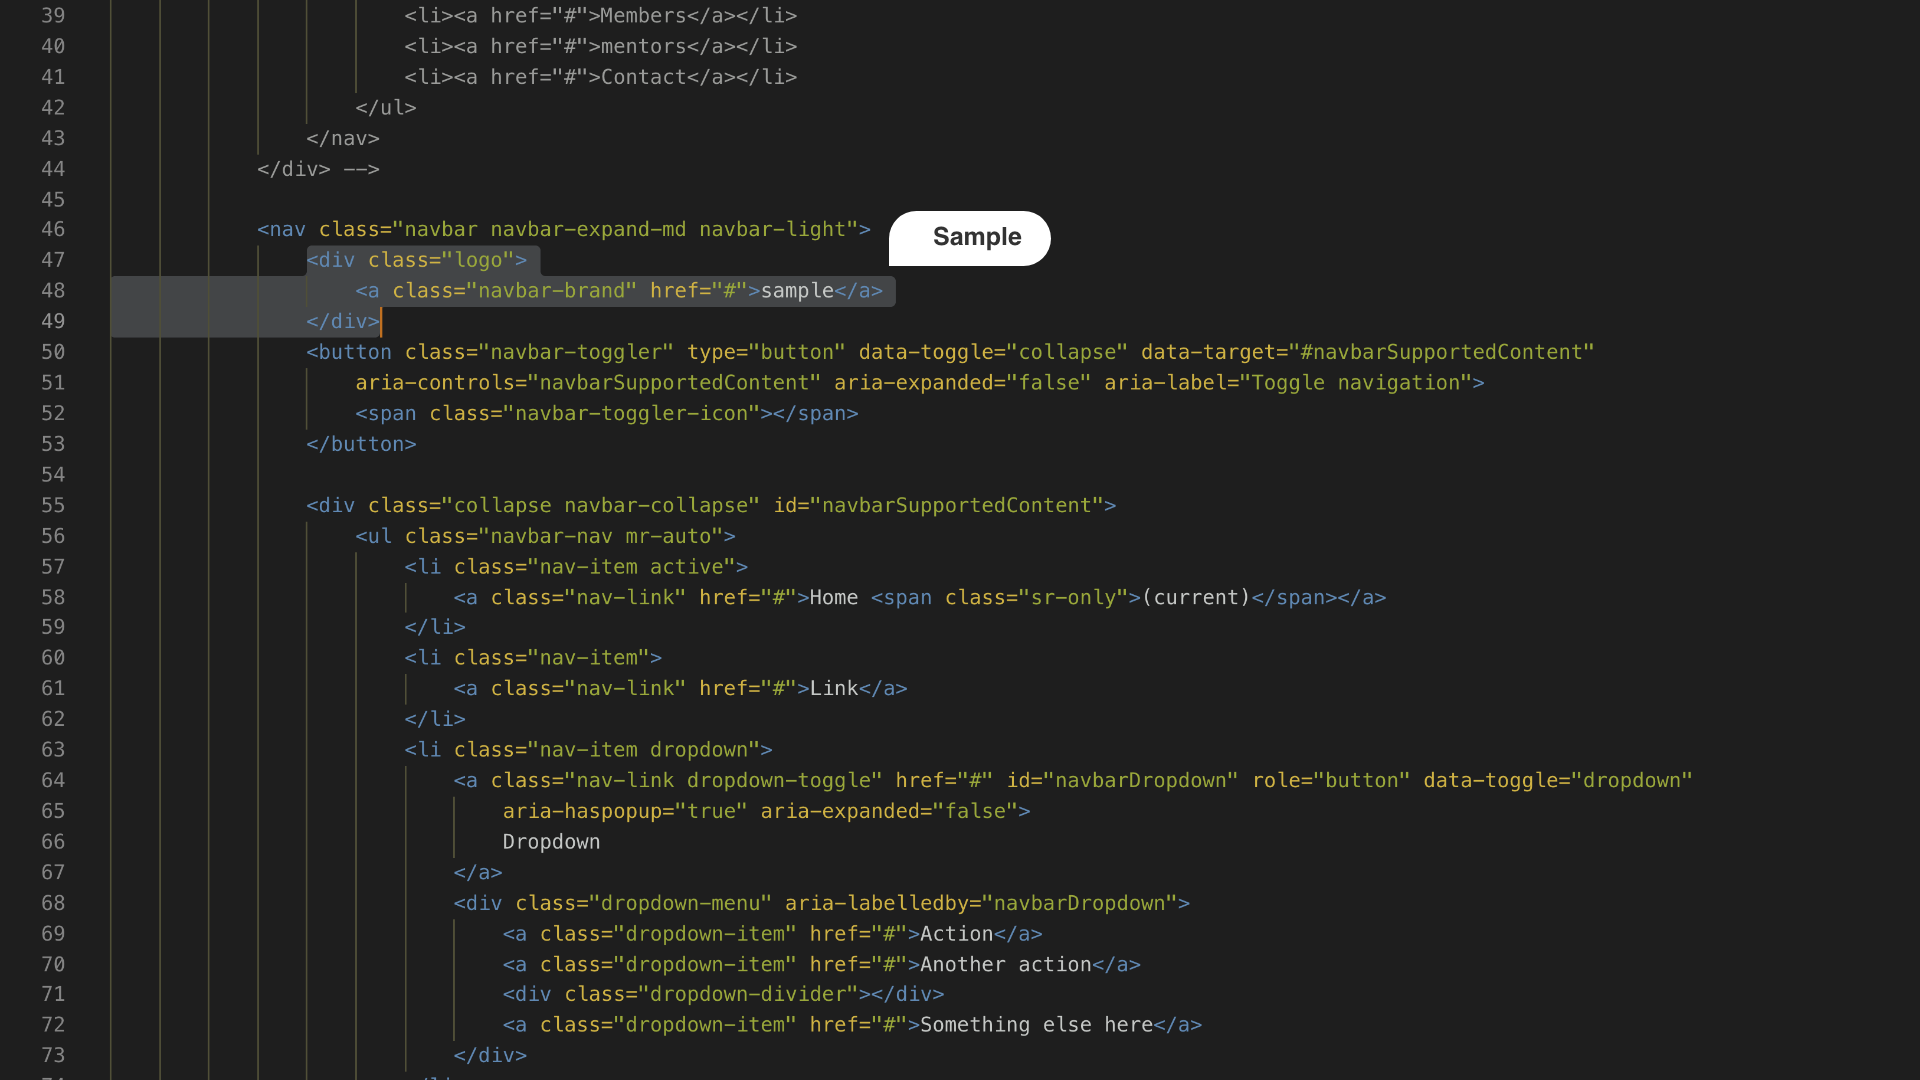 39 <li><a href="#">Members</a></li>
40 <li><a href="#">mentors</a></li>
41 <li><a href="#">Contact</a></li>
42 </ul>
43 </nav>
44 </div> -->
45
46 <nav class="navbar navbar-expand-md navbar-light">
Sample
47 <div class="logo">
48 <a class="navbar-brand" href="#">sample</a>
49 </div>
50 <button class="navbar-toggler" type="button" data-toggle="collapse" data-target="#navbarSupportedContent"
51 aria-controls="navbarSupportedContent" aria-expanded="false" aria-label="Toggle navigation">
52 <span class="navbar-toggler-icon"></span>
53 </button>
54
55 <div class="collapse navbar-collapse" id="navbarSupportedContent">
56 <ul class="navbar-nav mr-auto">
57 <li class="nav-item active">
58 <a class="nav-link" href="#">Home <span class="sr-only">(current)</span></a>
59 </li>
60 <li class="nav-item">
61 <a class="nav-link" href="#">Link</a>
62 </li>
63 <li class="nav-item dropdown">
64 <a class="nav-link dropdown-toggle" href="#" id="navbarDropdown" role="button" data-toggle="dropdown"
65 aria-haspopup="true" aria-expanded="false">
66 Dropdown
67 </a>
68 <div class="dropdown-menu" aria-labelledby="navbarDropdown">
69 <a class="dropdown-item" href="#">Action</a>
70 <a class="dropdown-item" href="#">Another action</a>
71 <div class="dropdown-divider"></div>
72 <a class="dropdown-item" href="#">Something else here</a>
73 </div>